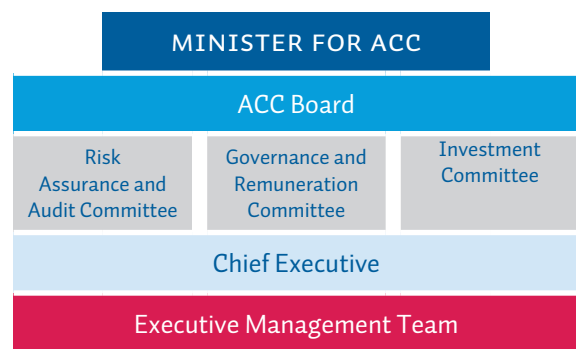 MINISTER FOR ACC
ACC Board
Risk
Assurance and
Audit Committee
Governance and
Remuneration
Committee
Investment
Committee
Chief Executive
Executive Management Team